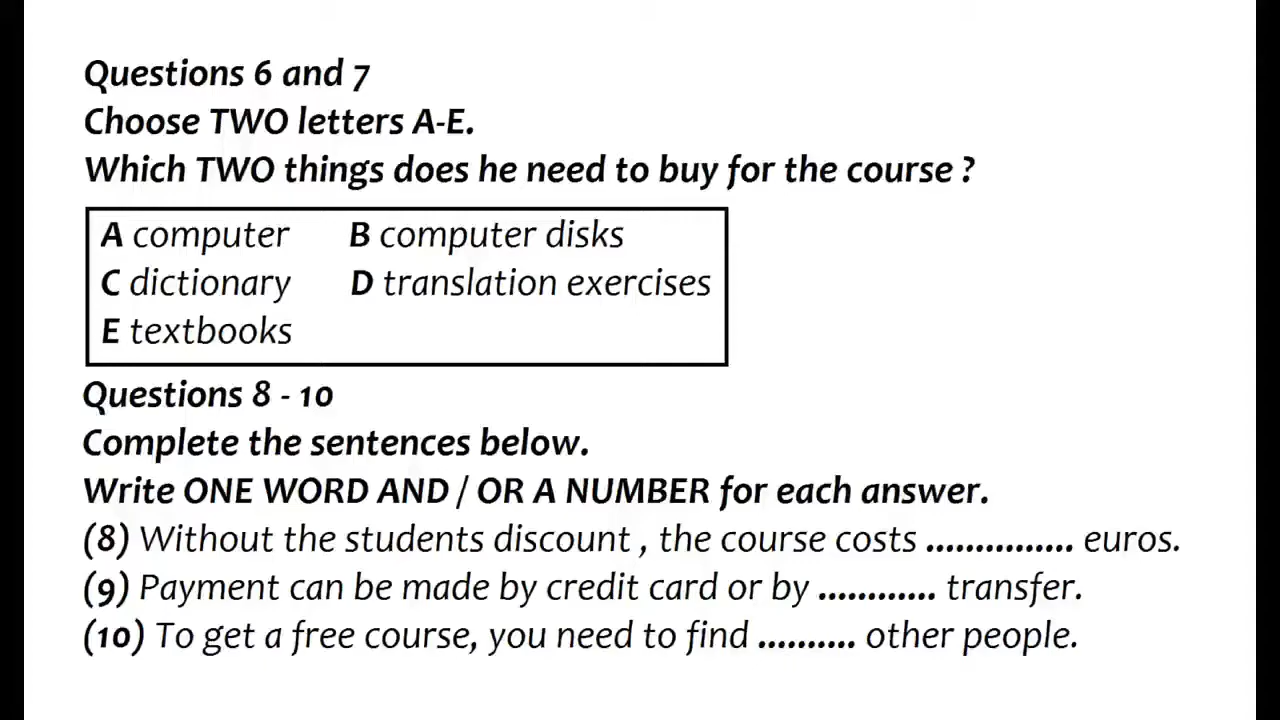 Questions 6 and 7
Choose TWO letters A-E.
Which TWO things does he need to buy for the course ?
A computer B computer disks
C dictionary D translation exercises
E textbooks
Questions 8 - 10
Complete the sentences below.
Write ONE WORD AND / OR A NUMBER for each answer.
(8) Without the students discount , the course costs ............... euros.
(9) Payment can be made by credit card or by ............ transfer.
(10) To get a free course, you need to find .......... other people.